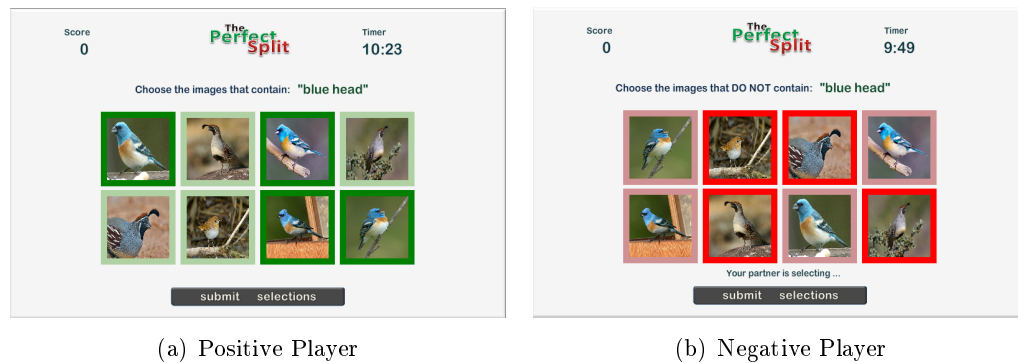 Score
0
The
Perfect
Split
Timer
10:23
Choose the images that contain: "blue head"
submit selections
(a) Positive Player
Score
0
The
Perfect
Split
Timer
9:49
Choose the images that DO NOT contain: "blue head"
Your partner is selecting ...
submit selections
(b) Negative Player